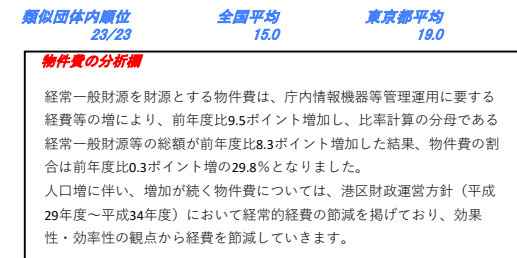 類似団体内順位 全国平均 東京都平均
23/23 15.0 19.0
物件費の分析欄
経常一般財源を財源とする物件費は、庁内情報機器等管理運用に要する
経費等の増により、前年度比9.5ポイント増加し、比率計算の分母である
経常一般財源等の総額が前年度比8.3ポイント増加した結果、物件費の割
合は前年度比0.3ポイント増の29.8％となりました。
人口増に伴い、増加が続く物件費については、港区財政運営方針（平成
29年度～平成34年度）において経常的経費の節減を掲げており、効果
性・効率性の観点から経費を節減していきます。